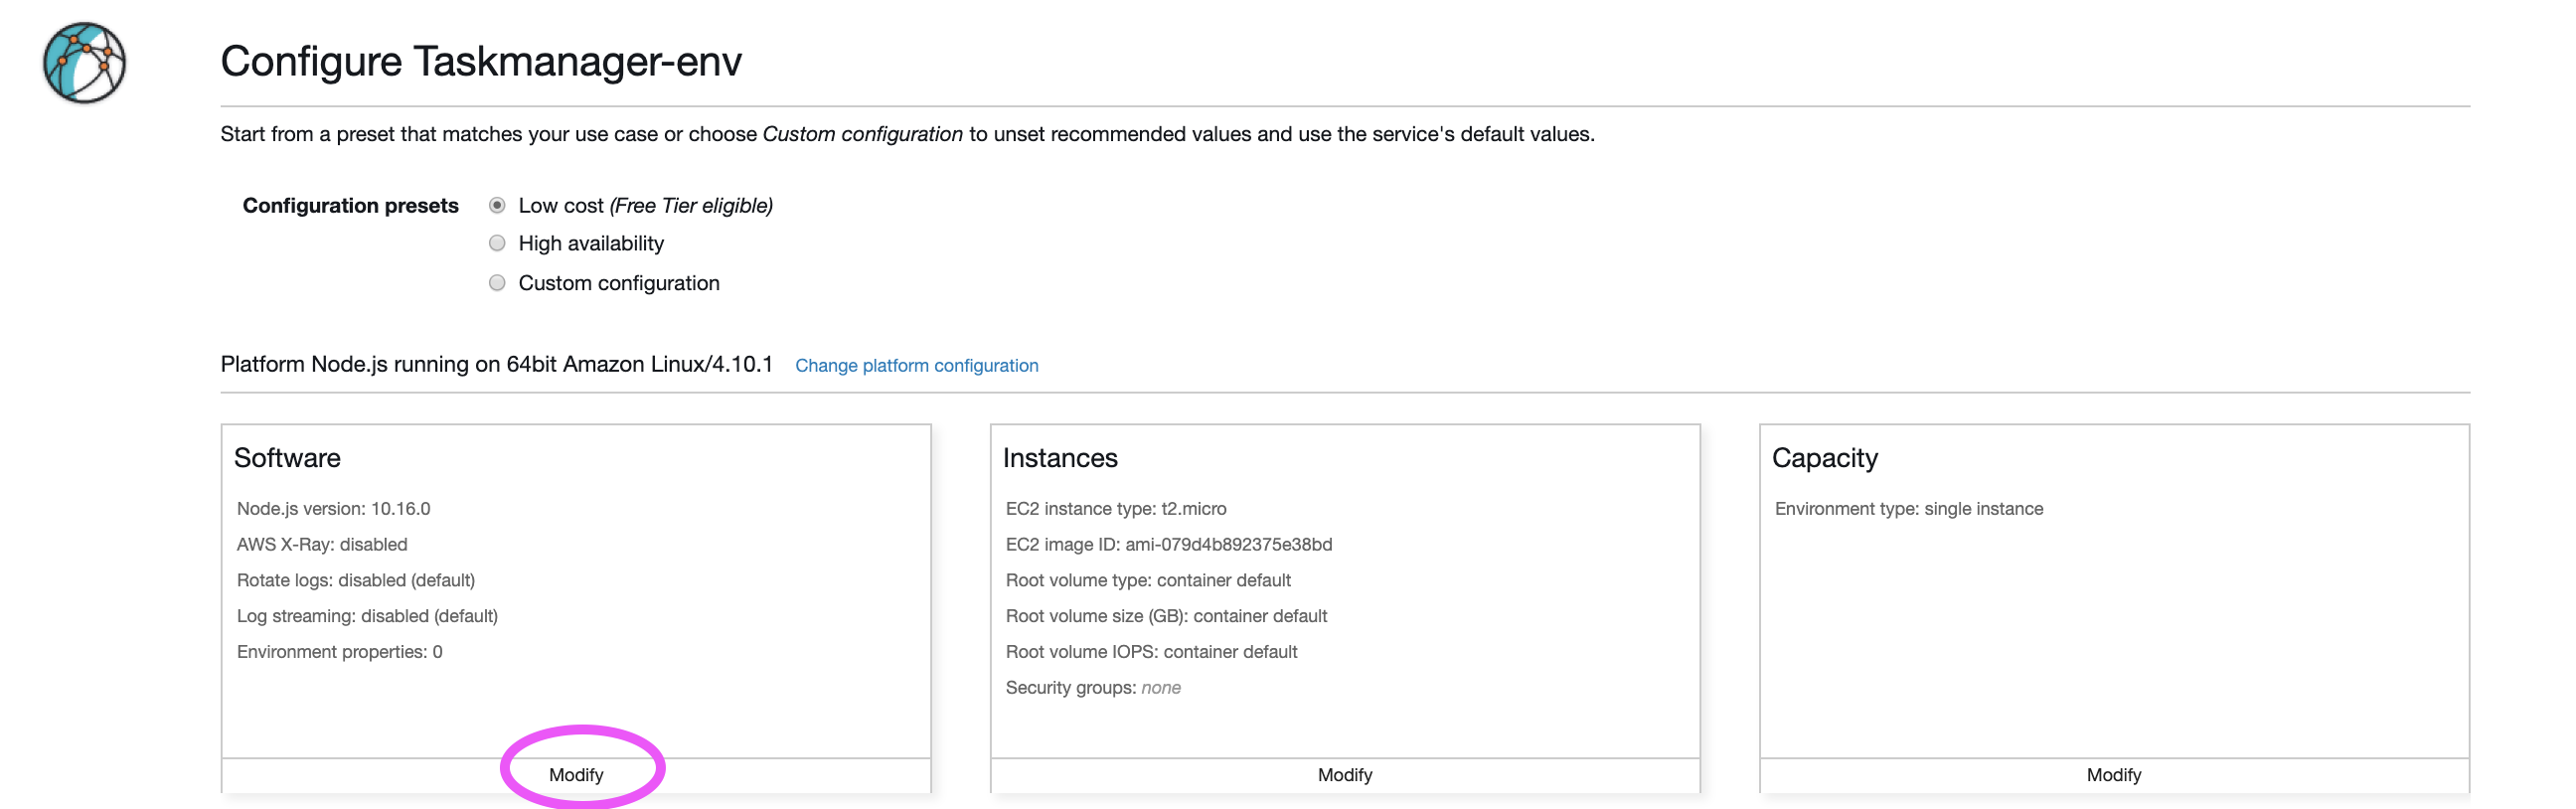 Configure Taskmanager-env
Start from a preset that matches your use case or choose Custom configuration to unset recommended values and use the service's default values.
Configuration presets
Low cost (Free Tier eligible)
High availability
Custom configuration
Platform Node.js running on 64bit Amazon Linux/4.10.1 Change platform configuration
Software
Node.js version: 10.16.0
AWS X-Ray: disabled
Rotate logs: disabled (default)
Log streaming: disabled (default)
Environment properties: 0
Modify
Instances
EC2 instance type: t2.micro
EC2 image ID: ami-079d4b892375e38bd
Root volume type: container default
Root volume size (GB): container default
Root volume IOPS: container default
Security groups: none
Modify
Capacity
Environment type: single instance
Modify